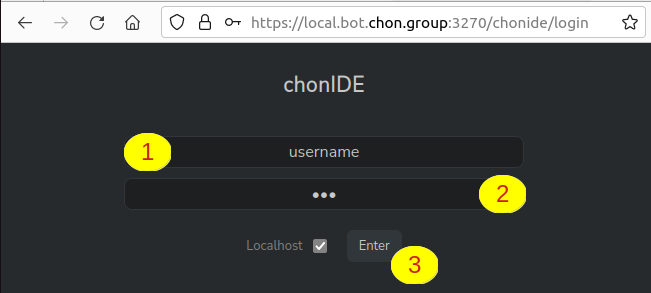 https://local.bot.chon.group:3270/chonide/login
chonIDE
1 username
••• 2
Localhost Enter
3